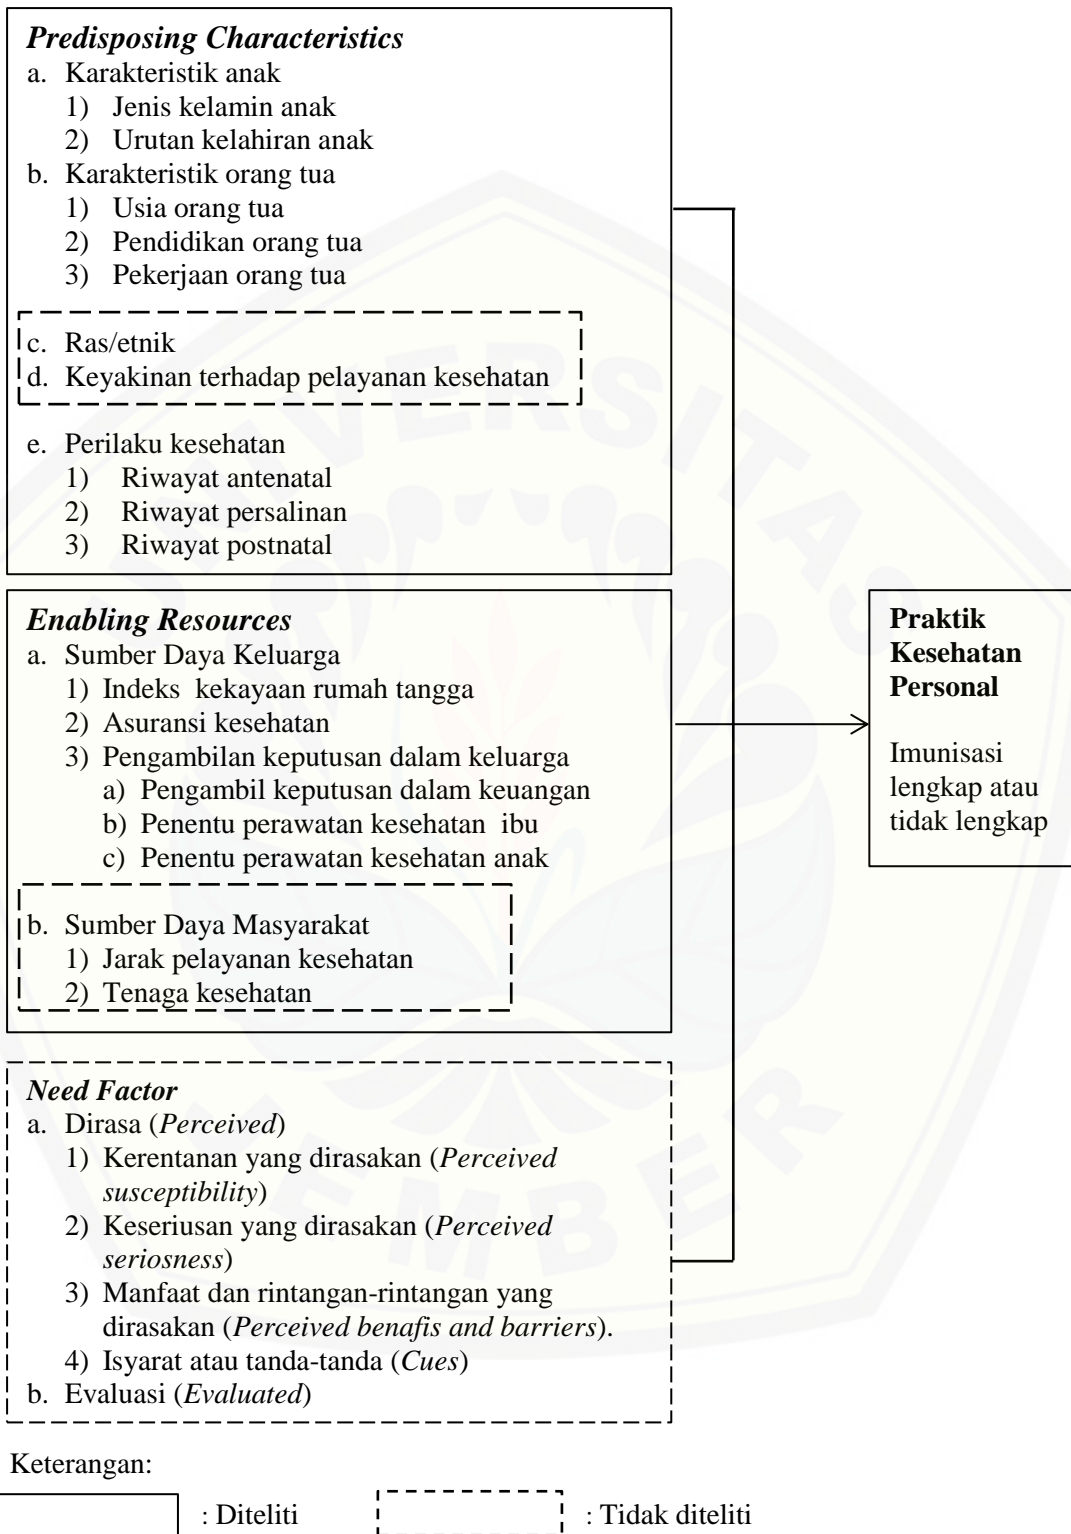 Predisposing Characteristics
a. Karakteristik anak
1) Jenis kelamin anak
2) Urutan kelahiran anak
b. Karakteristik orang tua
1) Usia orang tua
2) Pendidikan orang tua
3) Pekerjaan orang tua
c. Ras/etnik
d. Keyakinan terhadap pelayanan kesehatan
e. Perilaku kesehatan
1) Riwayat antenatal
2) Riwayat persalinan
3) Riwayat postnatal
Enabling Resources
a. Sumber Daya Keluarga
1) Indeks kekayaan rumah tangga
2) Asuransi kesehatan
3) Pengambilan keputusan dalam keluarga
a) Pengambil keputusan dalam keuangan
b) Penentu perawatan kesehatan ibu
c) Penentu perawatan kesehatan anak
b. Sumber Daya Masyarakat
1) Jarak pelayanan kesehatan
2) Tenaga kesehatan
Need Factor
a. Dirasa (Perceived)
1) Kerentanan yang dirasakan (Perceived
susceptibility)
2) Keseriusan yang dirasakan (Perceived
seriosness)
3) Manfaat dan rintangan-rintangan yang
dirasakan (Perceived benafis and barriers).
4) Isyarat atau tanda-tanda (Cues)
b. Evaluasi (Evaluated)
Praktik
Kesehatan
Personal
Imunisasi
lengkap atau
tidak lengkap
Keterangan:
: Diteliti
: Tidak diteliti
UNIVERSITAS
JEMBER